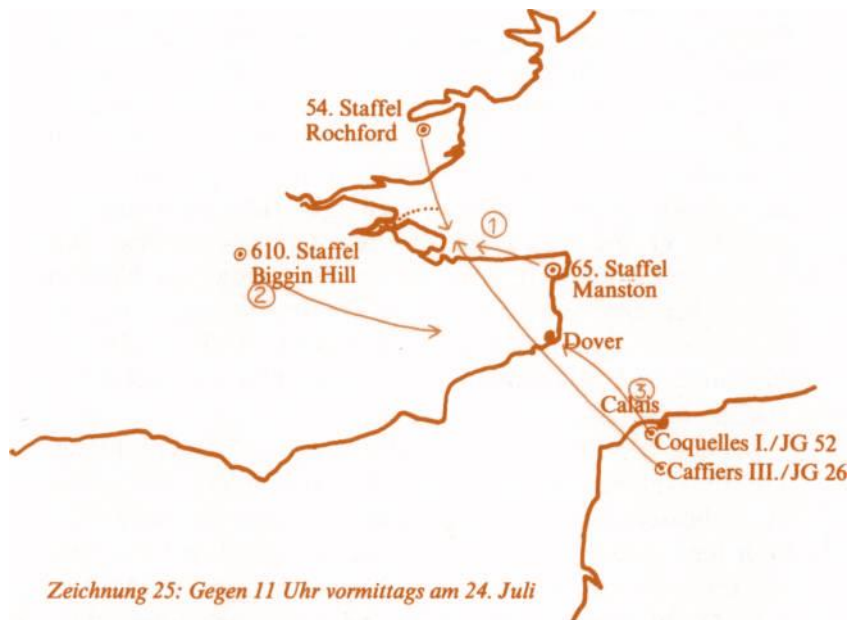 54. Staffel
Rochford
①
610. Staffel
Biggin Hill
②
65. Staffel
Manston
Dover
③
Calais
Coquelles I./JG 52
Caffiers III./JG 26
Zeichnung 25: Gegen 11 Uhr vormittags am 24. Juli